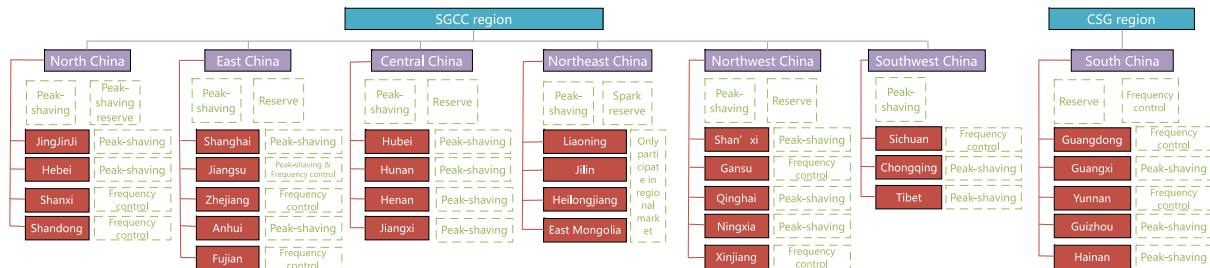 SGCC region
CSG region
North China
East China
Central China
Northeast China
Northwest China
Southwest China
South China
Peak-
shaving
Peak-
shaving
reserve
Peak-
shaving
Reserve
Peak-
shaving
Reserve
Peak-
shaving
Spark
reserve
Peak-
shaving
Reserve
Peak-
shaving
Reserve
Frequency
control
JingJinJi
Peak-shaving
Hebei
Peak-shaving
Shanxi
Frequency
control
Shandong
Frequency
control
Shanghai
Peak-shaving
Jiangsu
Peak-shaving &
Frequency control
Zhejiang
Frequency
control
Anhui
Peak-shaving
Fujian
Frequency
control
Hubei
Peak-shaving
Hunan
Peak-shaving
Henan
Peak-shaving
Jiangxi
Peak-shaving
Liaoning
Jilin
Heilongjiang
East Mongolia
Only
parti
cipat
e in
regio
nal
mark
et
Shan' xi
Peak-shaving
Gansu
Frequency
control
Qinghai
Peak-shaving
Ningxia
Peak-shaving
Xinjiang
Frequency
control
Sichuan
Frequency
control
Chongqing
Peak-shaving
Tibet
Peak-shaving
Guangdong
Frequency
control
Guangxi
Peak-shaving
Yunnan
Frequency
control
Guizhou
Peak-shaving
Hainan
Peak-shaving